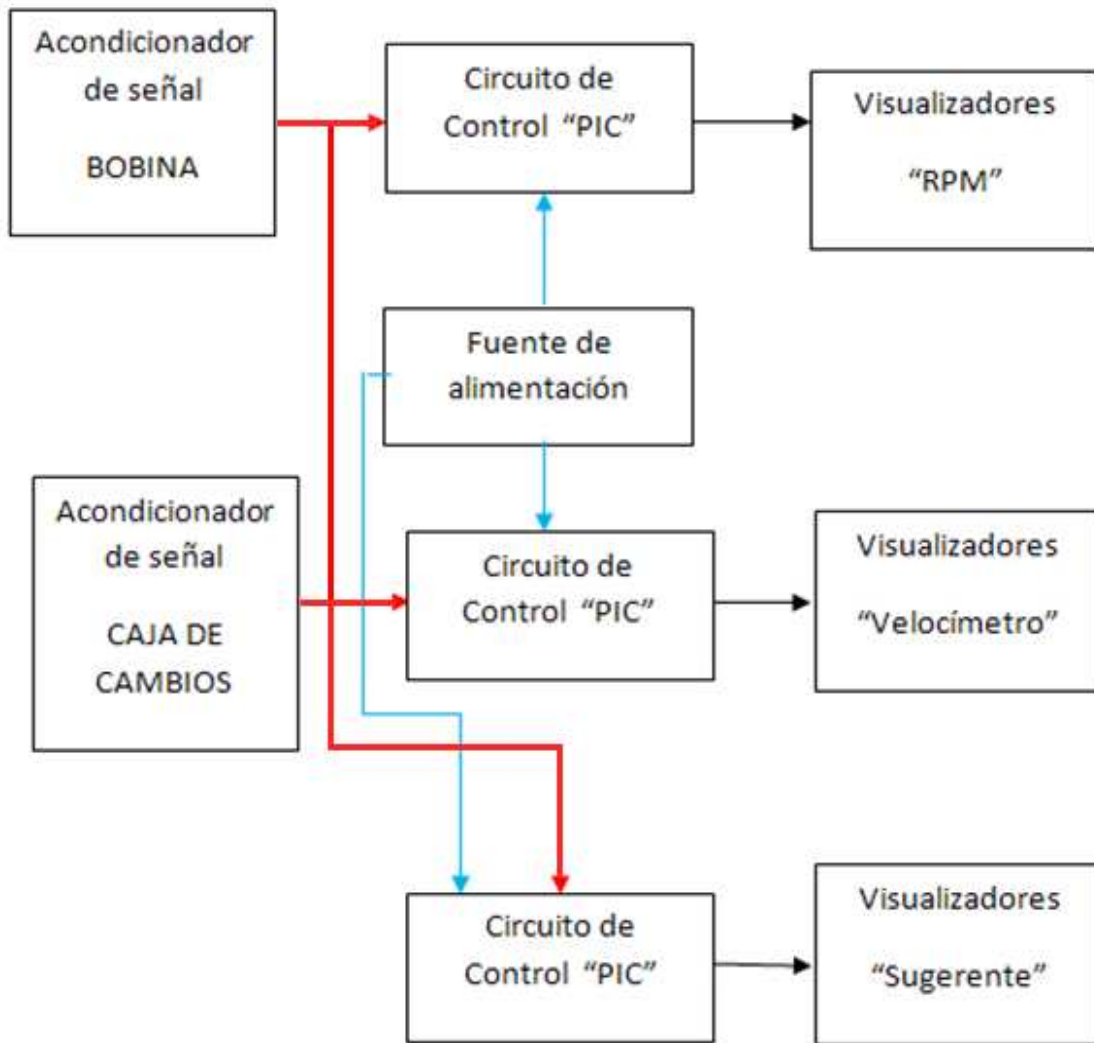 Acondicionador
de señal
BOBINA
Circuito de
Control “PIC”
Visualizadores
“RPM”
Fuente de
alimentación
Acondicionador
de señal
CAJA DE
CAMBIOS
Circuito de
Control “PIC”
Visualizadores
“Velocímetro”
Circuito de
Control “PIC”
Visualizadores
“Sugerente”